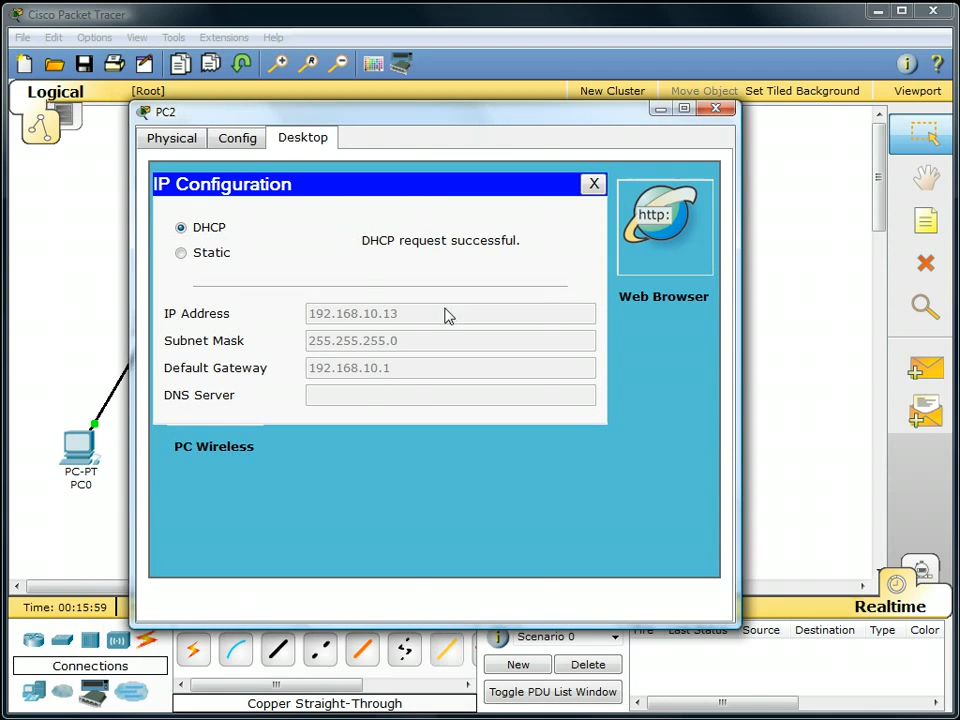 Cisco Packet Tracer
File Edit Options View Tools Extensions Help
Logical [Root] New Cluster Move Object Set Tiled Background Viewport
PC2
Physical Config Desktop
IP Configuration X
http:
DHCP
DHCP request successful.
Static
Web Browser
IP Address 192.168.10.13
Subnet Mask 255.255.255.0
Default Gateway 192.168.10.1
DNS Server
PC Wireless
PC-PT
PC0
Time: 00:15:59 Realtime
Scenario 0
Fire Last Status Source Destination Type Color
Connections
New Delete
Toggle PDU List Window
Copper Straight-Through